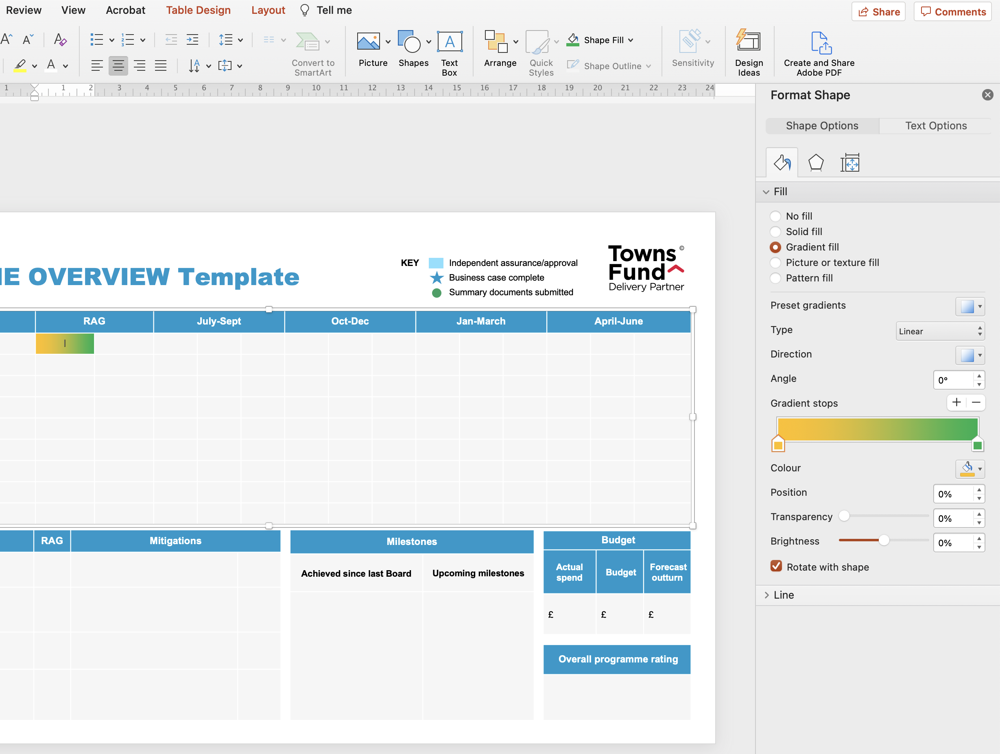 Review View Acrobat Table Design Layout Tell me
Share Comments
Convert to
SmartArt
Picture Shapes Text
Box
Arrange Quick
Styles
Shape Fill
Shape Outline
Sensitivity
Design
Ideas
Create and Share
Adobe PDF
1 1 2 3 4 5 6 7 8 9 10 11 12 13 14 15 16 17 18 19 20 21 22 23 24
IE OVERVIEW Template
KEY
Independent assurance/approval
Business case complete
Summary documents submitted
Towns ©
Fund
Delivery Partner
RAG July-Sept Oct-Dec Jan-March April-June
RAG Mitigations
Milestones
Achieved since last Board Upcoming milestones
Budget
Actual
spend
Budget
Forecast
outturn
£ £ £
Overall programme rating
Format Shape
Shape Options Text Options
Fill
No fill
Solid fill
Gradient fill
Picture or texture fill
Pattern fill
Preset gradients
Type Linear
Direction
Angle 0°
Gradient stops + −
Colour
Position 0%
Transparency 0%
Brightness 0%
Rotate with shape
Line